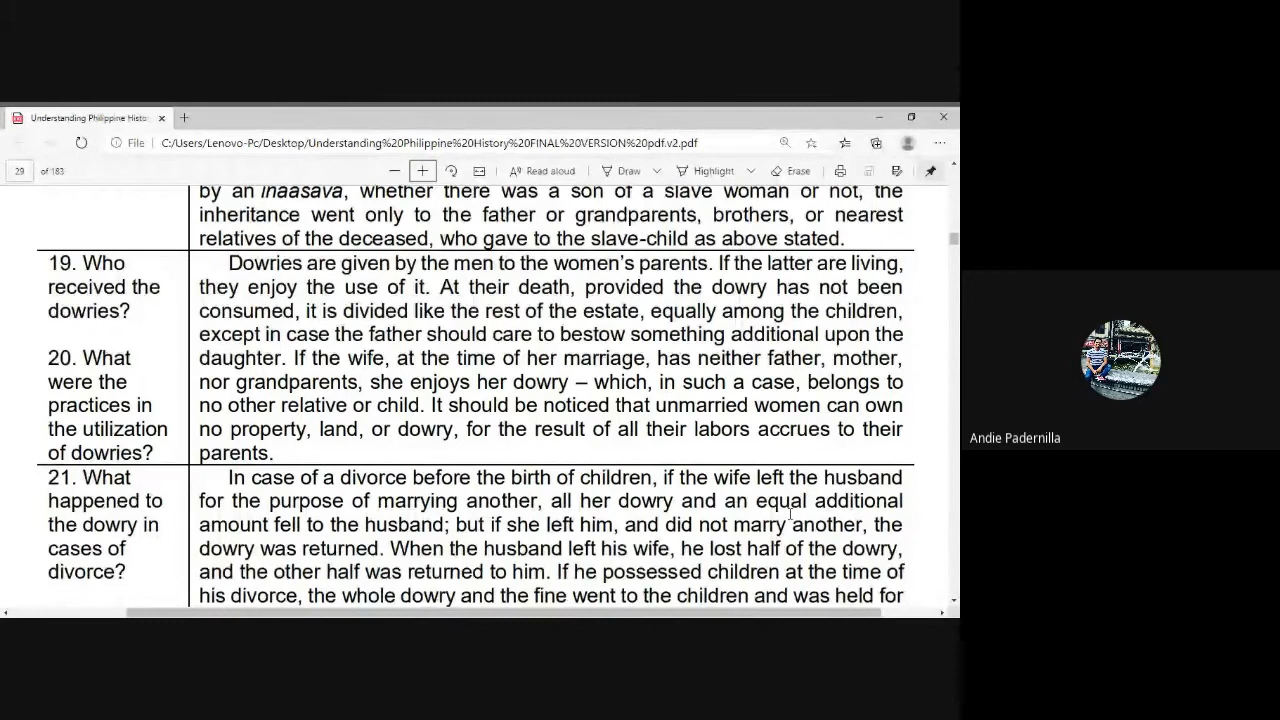 Understanding Philippine Histo
File C:/Users/Lenovo-Pc/Desktop/Understanding%20Philippine%20History%20FINAL%20VERSION%20pdf.v2.pdf
29 of 183 Read aloud Draw Highlight Erase
by an inaasava, whether there was a son of a slave woman or not, the
inheritance went only to the father or grandparents, brothers, or nearest
relatives of the deceased, who gave to the slave-child as above stated.
19. Who
received the
dowries?
20. What
were the
practices in
the utilization
of dowries?
Dowries are given by the men to the women's parents. If the latter are living,
they enjoy the use of it. At their death, provided the dowry has not been
consumed, it is divided like the rest of the estate, equally among the children,
except in case the father should care to bestow something additional upon the
daughter. If the wife, at the time of her marriage, has neither father, mother,
nor grandparents, she enjoys her dowry – which, in such a case, belongs to
no other relative or child. It should be noticed that unmarried women can own
no property, land, or dowry, for the result of all their labors accrues to their
parents.
21. What
happened to
the dowry in
cases of
divorce?
In case of a divorce before the birth of children, if the wife left the husband
for the purpose of marrying another, all her dowry and an equal additional
amount fell to the husband; but if she left him, and did not marry another, the
dowry was returned. When the husband left his wife, he lost half of the dowry,
and the other half was returned to him. If he possessed children at the time of
his divorce, the whole dowry and the fine went to the children and was held for
Andie Padernilla